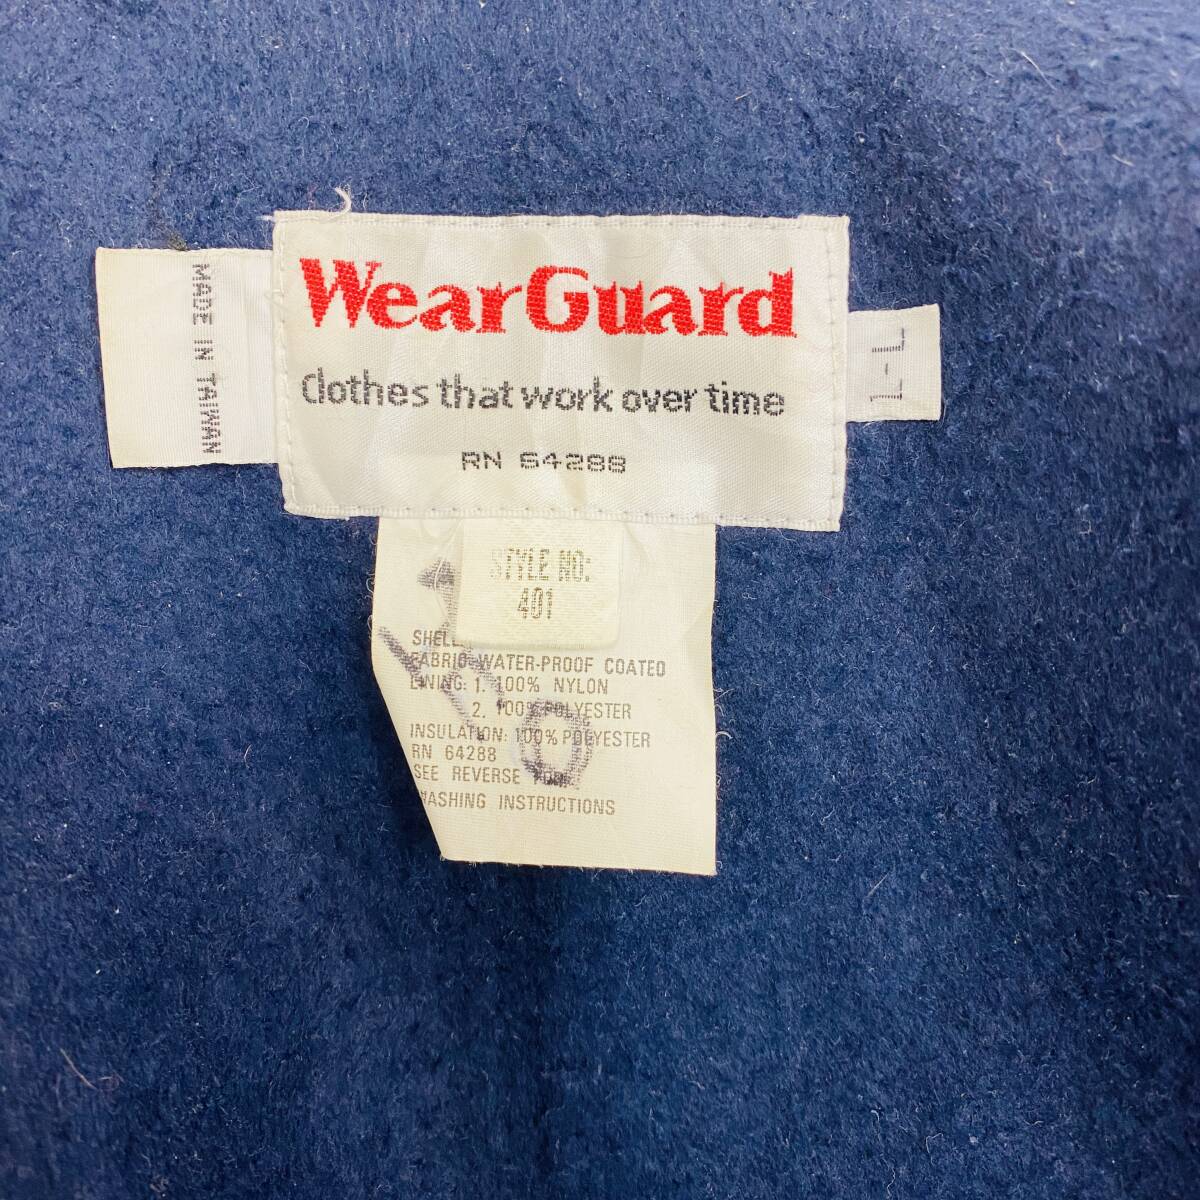 WearGuard
Clothes that work over time
RN 64288
MADE IN TAIWAN
L-L
STYLE NO:
401
SHELL
FABRIC: WATER-PROOF COATED
LINING: 1. 100% NYLON
2. 100% POLYESTER
INSULATION: 100% POLYESTER
RN 64288
SEE REVERSE FOR
WASHING INSTRUCTIONS